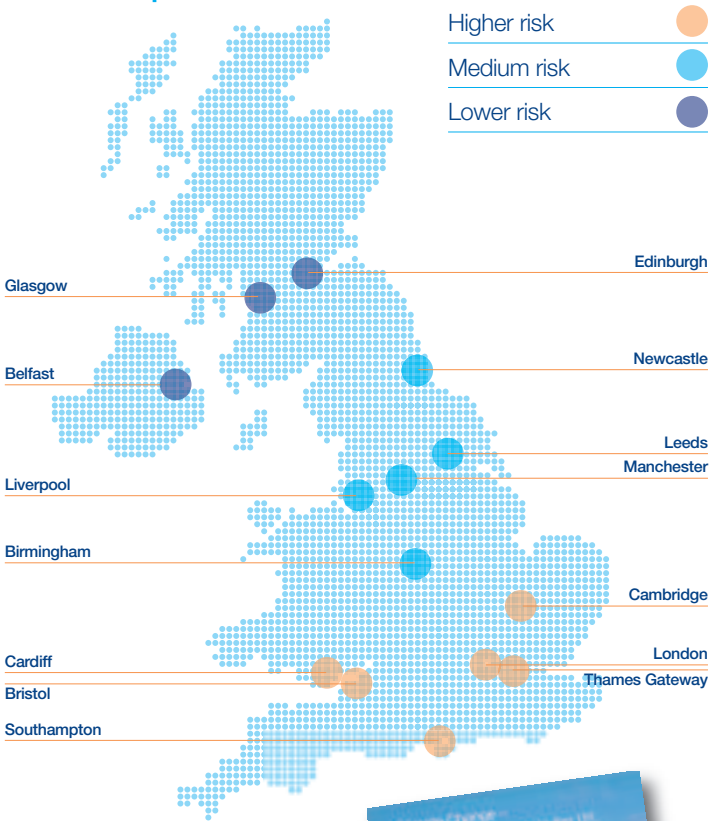 Higher risk
Medium risk
Lower risk
Edinburgh
Glasgow
Newcastle
Belfast
Leeds
Manchester
Liverpool
Birmingham
Cambridge
London
Cardiff
Thames Gateway
Bristol
Southampton
Change